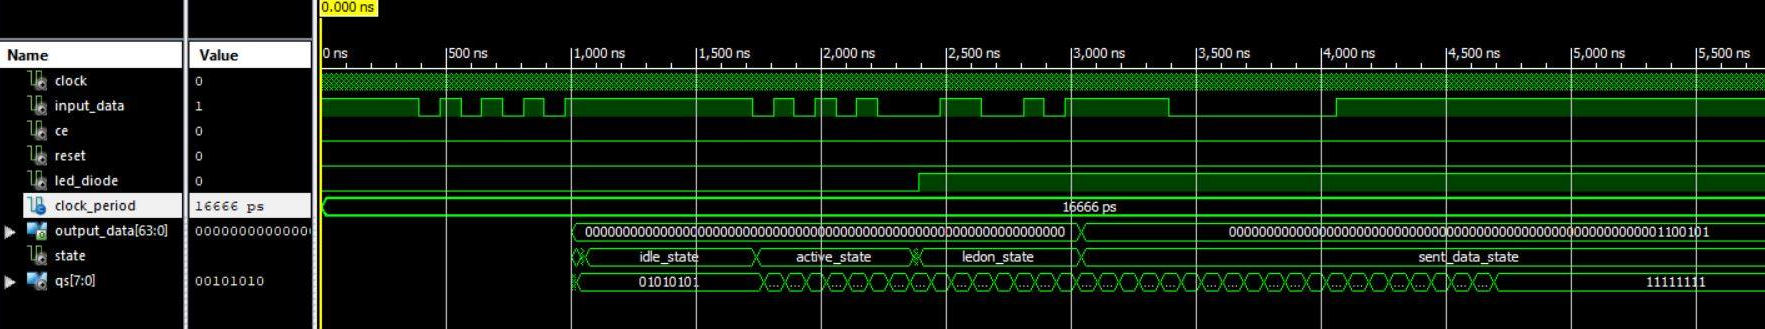 0.000 ns
Name Value 0 ns 500 ns 1,000 ns 1,500 ns 2,000 ns 2,500 ns 3,000 ns 3,500 ns 4,000 ns 4,500 ns 5,000 ns 5,500 ns
clock 0
input_data 1
ce 0
reset 0
led_diode 0
clock_period 16666 ps 16666 ps
output_data[63:0] 00000000000000 0000000000000000000000000000000000000000000000000000000000000000 0000000000000000000000000000000000000000000000000000000001100101
state idle_state active_state ledon_state sent_data_state
qs[7:0] 00101010 01010101 ... ... ... ... ... ... ... ... ... ... ... ... ... ... ... ... ... ... ... ... ... ... ... ... ... ... ... ... ... ... ... ... ... ... ... 11111111